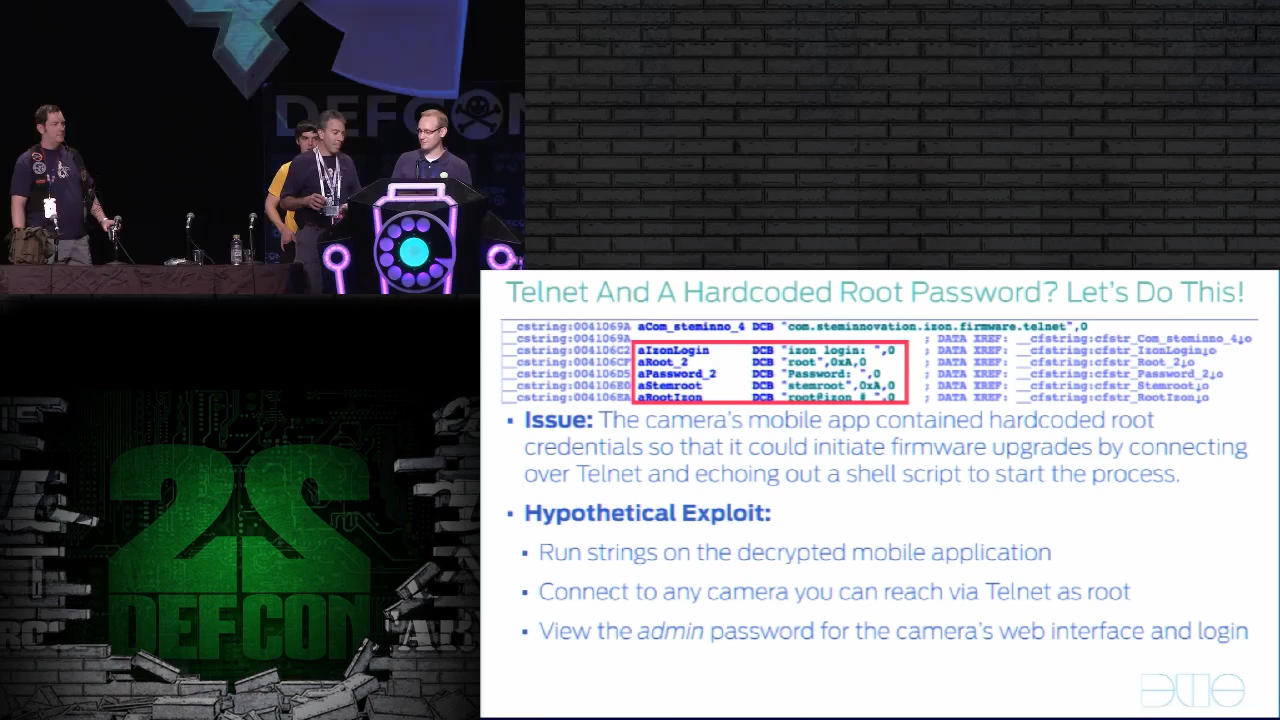 DEFCON
Telnet And A Hardcoded Root Password? Let's Do This!
__cstring:0041069A aCom_steminno_4 DCB "com.steminnovation.izon.firmware.telnet",0
__cstring:0041069A ; DATA XREF: __cfstring:cfstr_Com_steminno_4↓o
__cstring:004106C2 aIzonLogin DCB "izon login: ",0 ; DATA XREF: __cfstring:cfstr_IzonLogin↓o
__cstring:004106CF aRoot_2 DCB "root",0xA,0 ; DATA XREF: __cfstring:cfstr_Root_2↓o
__cstring:004106D5 aPassword_2 DCB "Password: ",0 ; DATA XREF: __cfstring:cfstr_Password_2↓o
__cstring:004106E0 aStemroot DCB "stemroot",0xA,0 ; DATA XREF: __cfstring:cfstr_Stemroot↓o
aRootIzon DCB "root@izon # ",0 ; DATA XREF: __cfstring:cfstr_RootIzon↓o
▪ Issue: The camera's mobile app contained hardcoded root
credentials so that it could initiate firmware upgrades by connecting
over Telnet and echoing out a shell script to start the process.
▪ Hypothetical Exploit:
▪ Run strings on the decrypted mobile application
▪ Connect to any camera you can reach via Telnet as root
▪ View the admin password for the camera's web interface and login
DUO
22
DEFCON